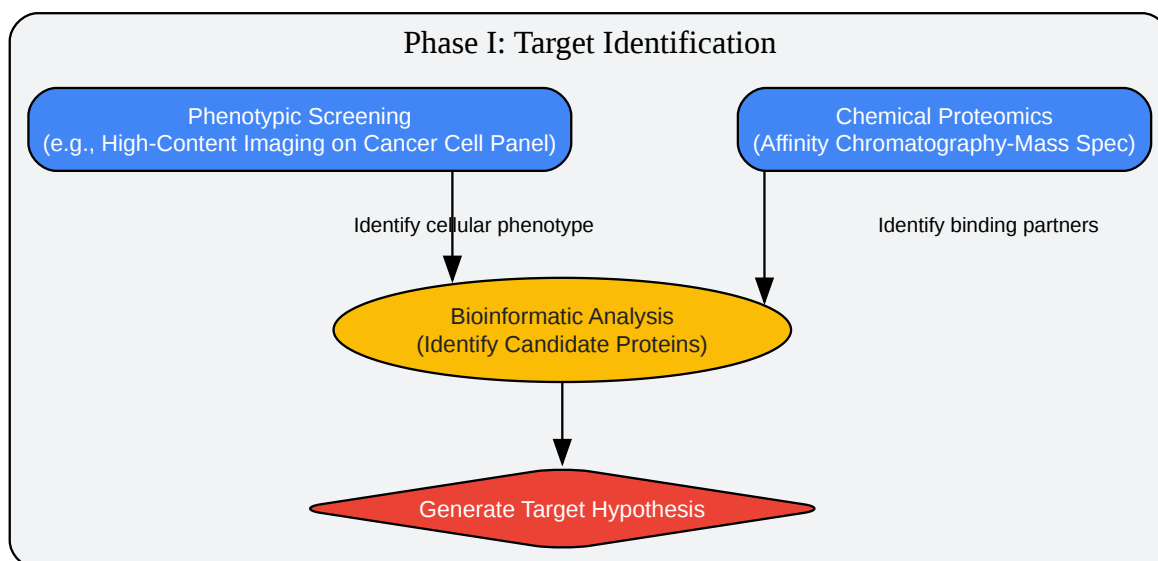 Phase I: Target Identification
Phenotypic Screening
(e.g., High-Content Imaging on Cancer Cell Panel)
Chemical Proteomics
(Affinity Chromatography-Mass Spec)
Identify cellular phenotype
Identify binding partners
Bioinformatic Analysis
(Identify Candidate Proteins)
Generate Target Hypothesis